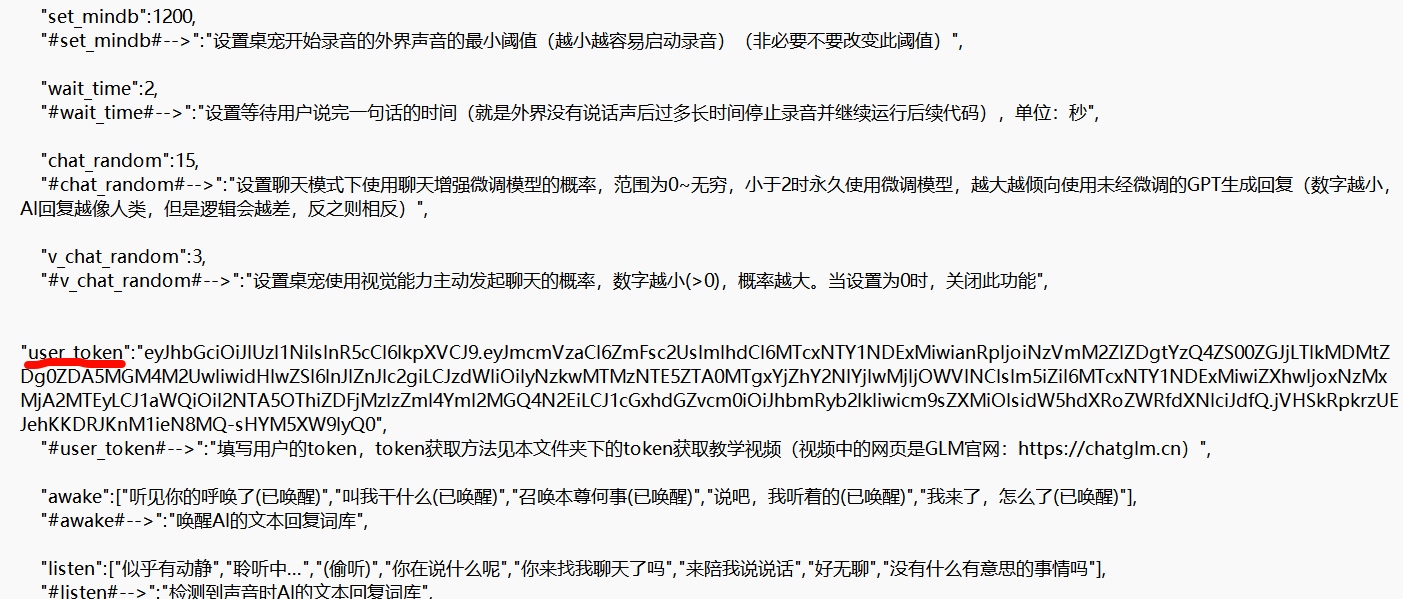 "set_mindb":1200,
"#set_mindb#-->":"设置桌宠开始录音的外界声音的最小阈值（越小越容易启动录音）（非必要不要改变此阈值）",
"wait_time":2,
"#wait_time#-->":"设置等待用户说完一句话的时间（就是外界没有说话声后过多长时间停止录音并继续运行后续代码），单位：秒",
"chat_random":15,
"#chat_random#-->":"设置聊天模式下使用聊天增强微调模型的概率，范围为0~无穷，小于2时永久使用微调模型，越大越倾向使用未经微调的GPT生成回复（数字越小，
AI回复越像人类，但是逻辑会越差，反之则相反）",
"v_chat_random":3,
"#v_chat_random#-->":"设置桌宠使用视觉能力主动发起聊天的概率，数字越小(>0)，概率越大。当设置为0时，关闭此功能",
"user_token":"
"#user_token#-->":"填写用户的token，token获取方法见本文件夹下的token获取教学视频（视频中的网页是GLM官网：https://chatglm.cn）",
"awake":["听见你的呼唤了(已唤醒)","叫我干什么(已唤醒)","召唤本尊何事(已唤醒)","说吧，我听着的(已唤醒)","我来了，怎么了(已唤醒)"],
"#awake#-->":"唤醒AI的文本回复词库",
"listen":["似乎有动静","聆听中...","(偷听)","你在说什么呢","你来找我聊天了吗","来陪我说说话","好无聊","没有什么有意思的事情吗"],
"#listen#-->":"检测到声音时AI的文本回复词库",